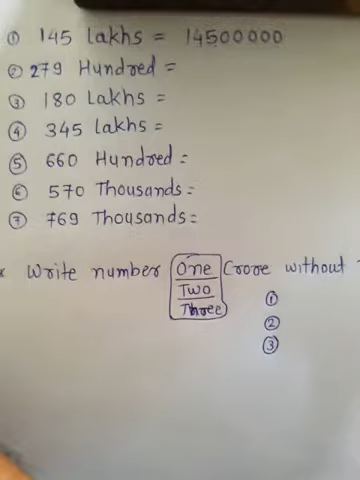 ① 145 Lakhs = 14500000
② 279 Hundred =
③ 180 Lakhs =
④ 345 Lakhs =
⑤ 660 Hundred =
⑥ 570 Thousands =
⑦ 769 Thousands =
Write number One Crore without
Two
Three
①
②
③